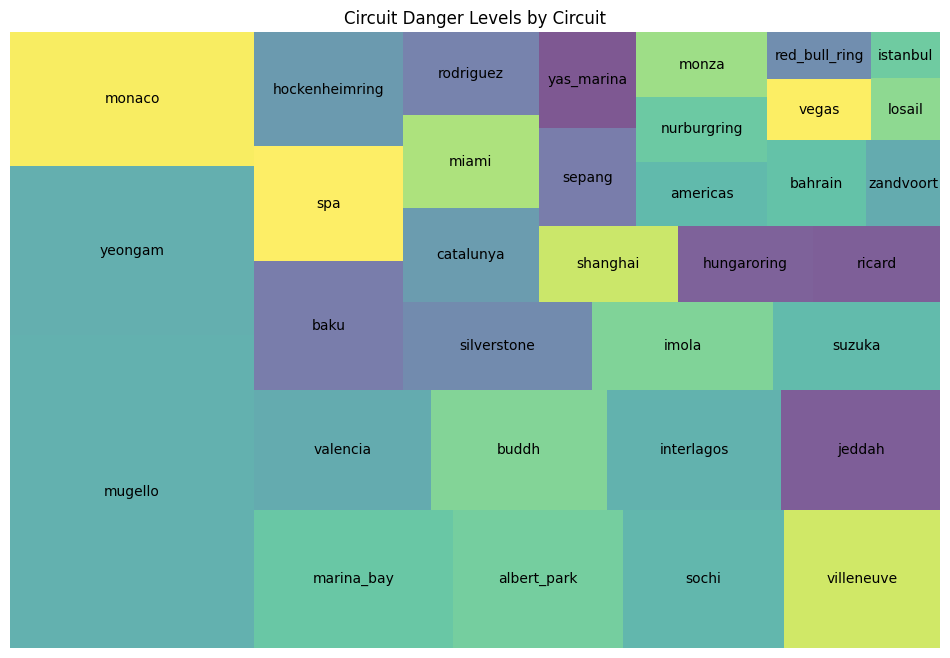 Circuit Danger Levels by Circuit
monaco
hockenheimring
rodriguez
yas_marina
monza
red_bull_ring
istanbul
vegas
losail
nurburgring
miami
sepang
americas
bahrain
zandvoort
spa
yeongam
catalunya
shanghai
hungaroring
ricard
baku
silverstone
imola
suzuka
mugello
valencia
buddh
interlagos
jeddah
marina_bay
albert_park
sochi
villeneuve